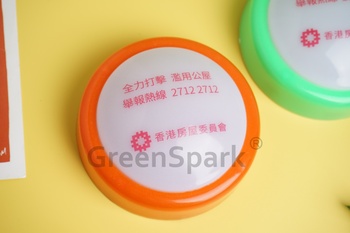 全力打擊 濫用公屋
舉報熱線 2712 2712
香港房屋委員會
香港房屋
GreenSpark®